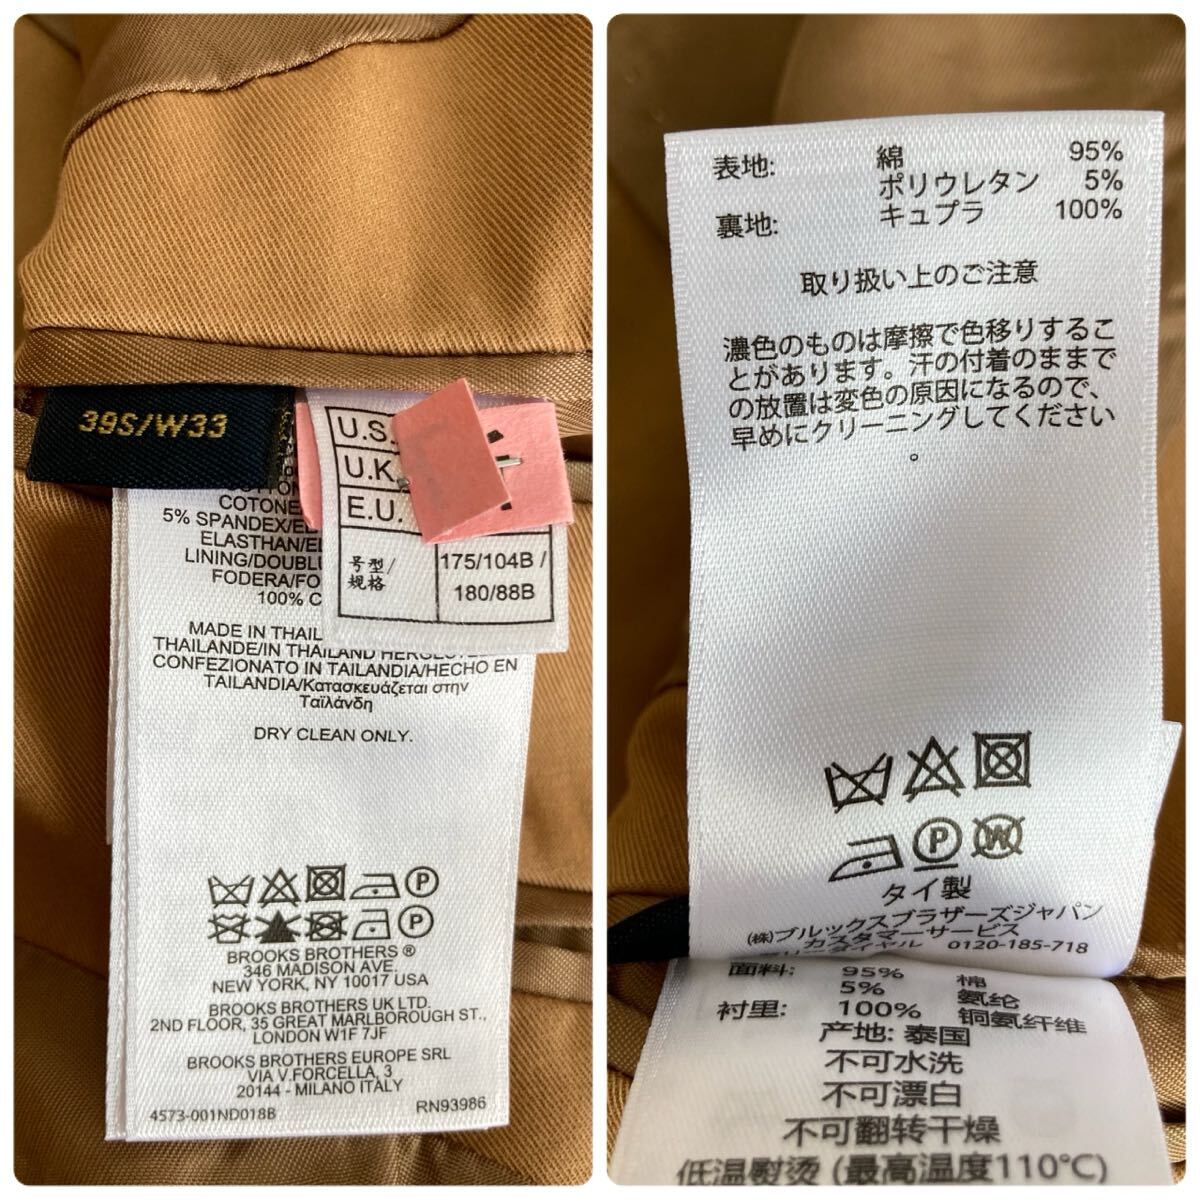 39S/W33
U.S.
U.K.
E.U.
号型/
规格
175/104B /
180/88B
COTTON
COTONE
5% SPANDEX/EL
ELASTHAN/EL
LINING/DOUBLU
FODERA/FO
100% C
MADE IN THAIL
THAILANDE/IN THAILAND HERGESTEL
CONFEZIONATO IN TAILANDIA/HECHO EN
TAILANDIA/Κατασκευάζεται στην
Ταϊλάνδη
DRY CLEAN ONLY.
P
P
BROOKS BROTHERS ®
346 MADISON AVE.
NEW YORK, NY 10017 USA
BROOKS BROTHERS UK LTD.
2ND FLOOR, 35 GREAT MARLBOROUGH ST.,
LONDON W1F 7JF
BROOKS BROTHERS EUROPE SRL
VIA V.FORCELLA, 3
20144 - MILANO ITALY
4573-001ND018B RN93986
表地: 綿 95%
ポリウレタン 5%
裏地: キュプラ 100%
取り扱い上のご注意
濃色のものは摩擦で色移りするこ
とがあります。汗の付着のままで
の放置は変色の原因になるので、
早めにクリーニングしてください
。
P W
タイ製
(株)ブルックスブラザーズジャパン
カスタマーサービス
フリーダイヤル 0120-185-718
面料: 95% 棉
5% 氨纶
衬里: 100% 铜氨纤维
产地: 泰国
不可水洗
不可漂白
不可翻转干燥
低温熨烫 (最高温度110℃)